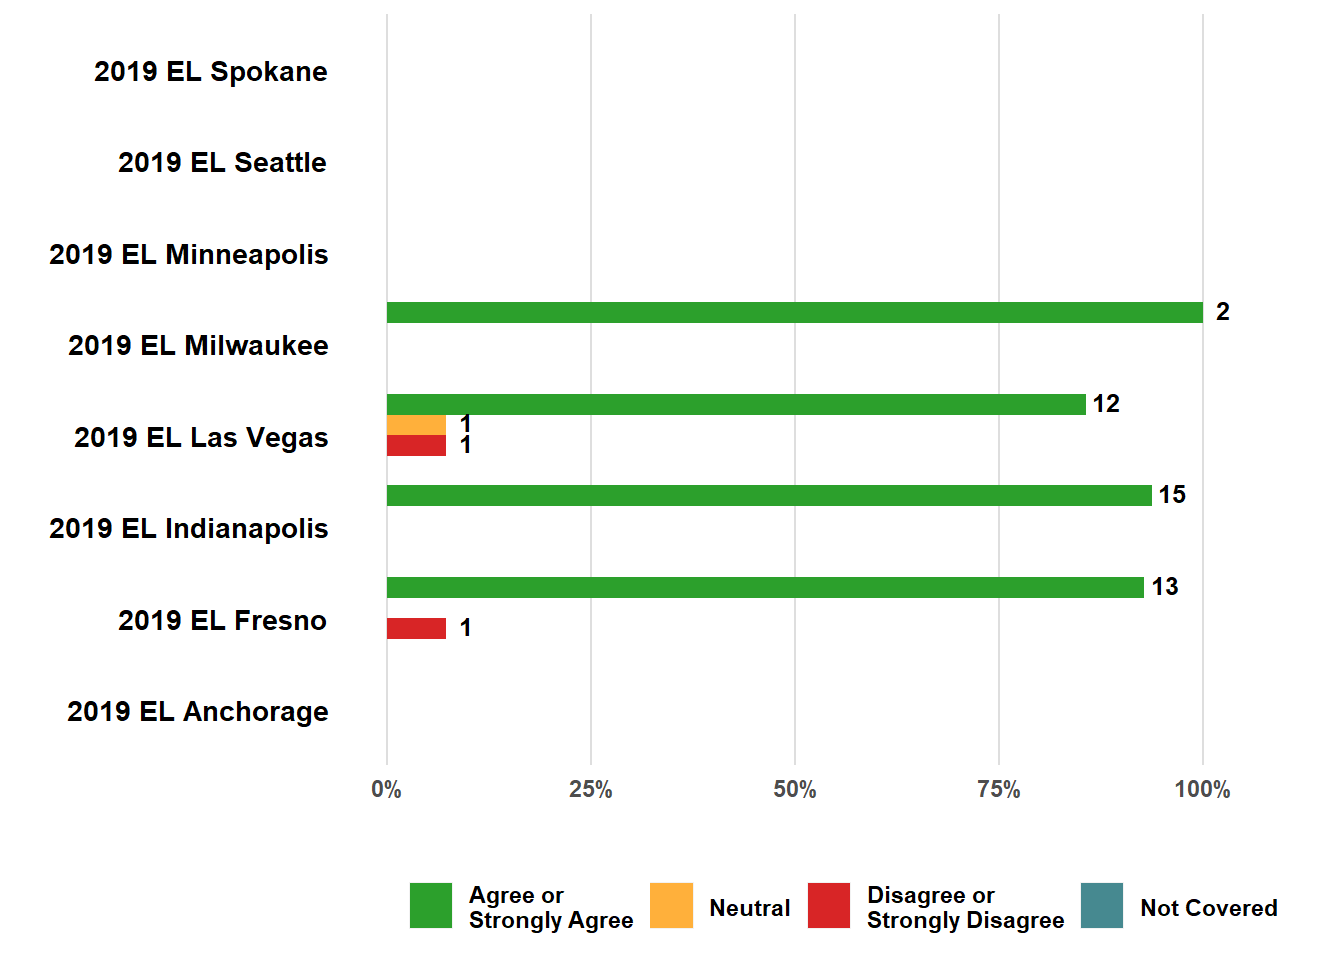 2019 EL Spokane
2019 EL Seattle
2019 EL Minneapolis
2
2019 EL Milwaukee
12
1
2019 EL Las Vegas
1
15
2019 EL Indianapolis
13
2019 EL Fresno
1
2019 EL Anchorage
0% 25% 50% 75% 100%
Agree or
Strongly Agree
Neutral
Disagree or
Strongly Disagree
Not Covered